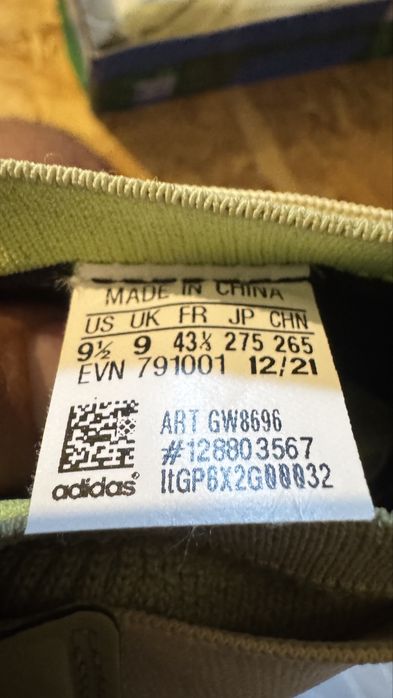 MADE IN CHINA
US UK FR JP CHN
9½ 9 43⅓ 275 265
EVN 791001 12/21
ART GW8696
#128803567
ItGP6X2G00032
adidas